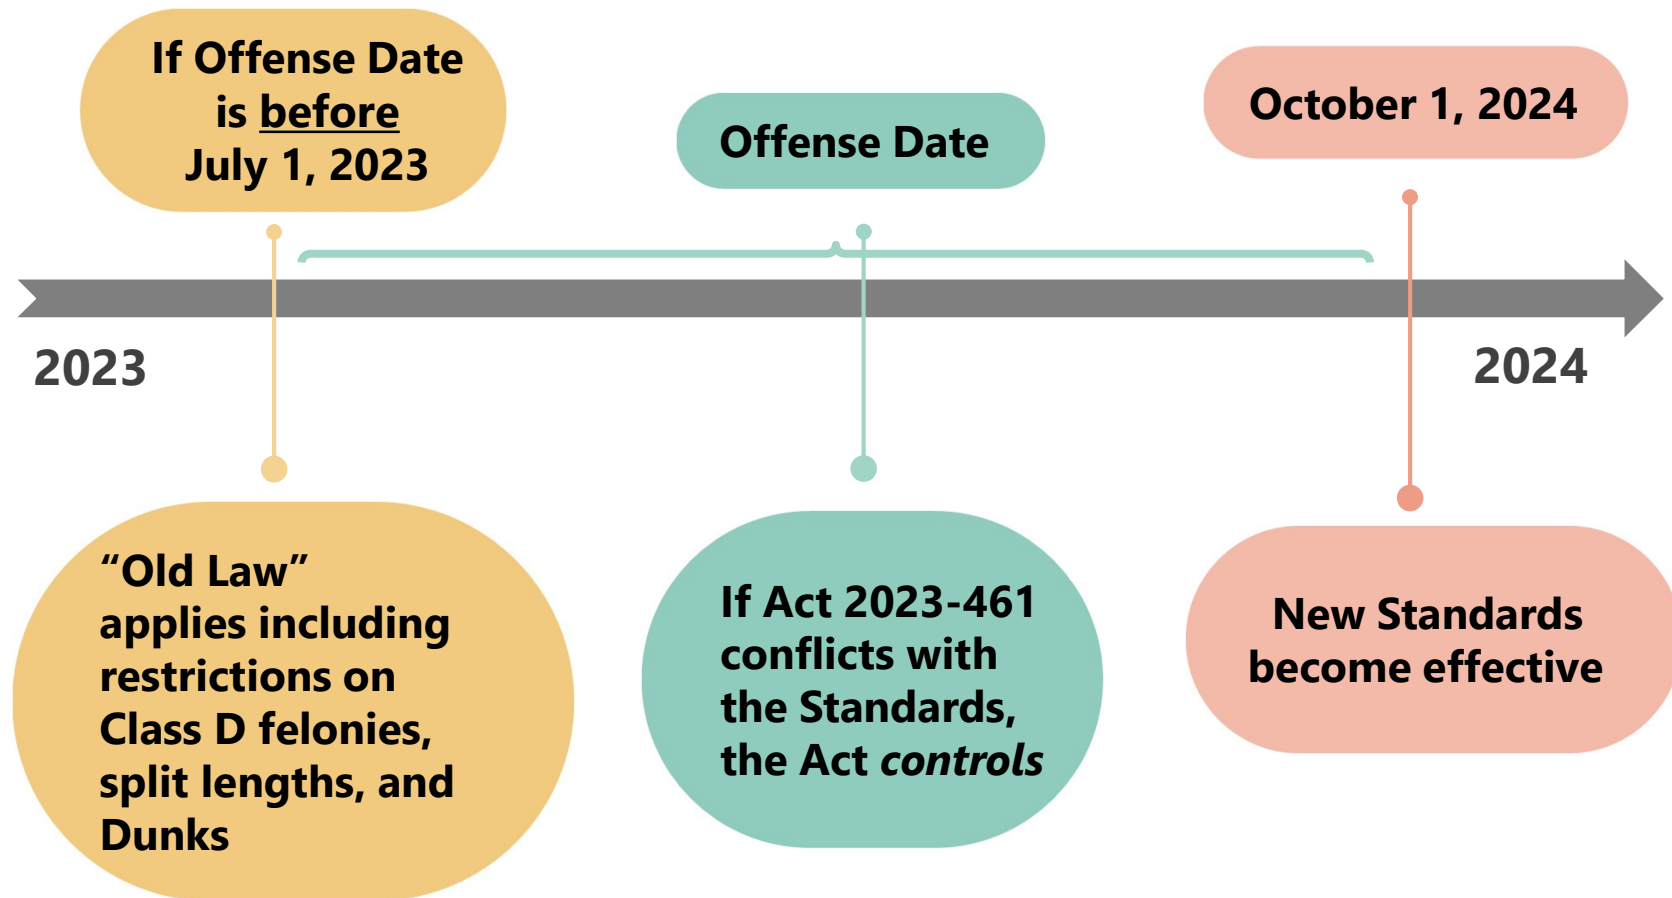 If Offense Date
is before
July 1, 2023
Offense Date
October 1, 2024
2023
2024
“Old Law”
applies including
restrictions on
Class D felonies,
split lengths, and
Dunks
If Act 2023-461
conflicts with
the Standards,
the Act controls
New Standards
become effective